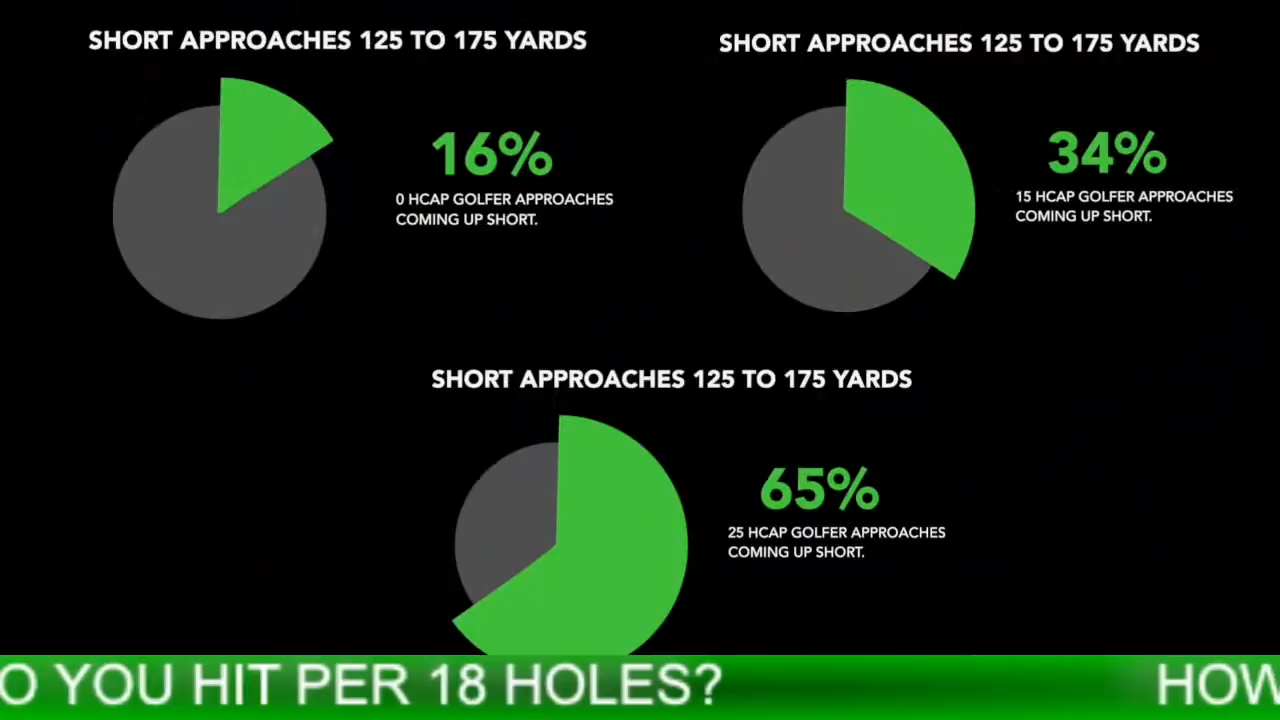 SHORT APPROACHES 125 TO 175 YARDS
16%
0 HCAP GOLFER APPROACHES
COMING UP SHORT.
SHORT APPROACHES 125 TO 175 YARDS
34%
15 HCAP GOLFER APPROACHES
COMING UP SHORT.
SHORT APPROACHES 125 TO 175 YARDS
65%
25 HCAP GOLFER APPROACHES
COMING UP SHORT.
O YOU HIT PER 18 HOLES? HOW